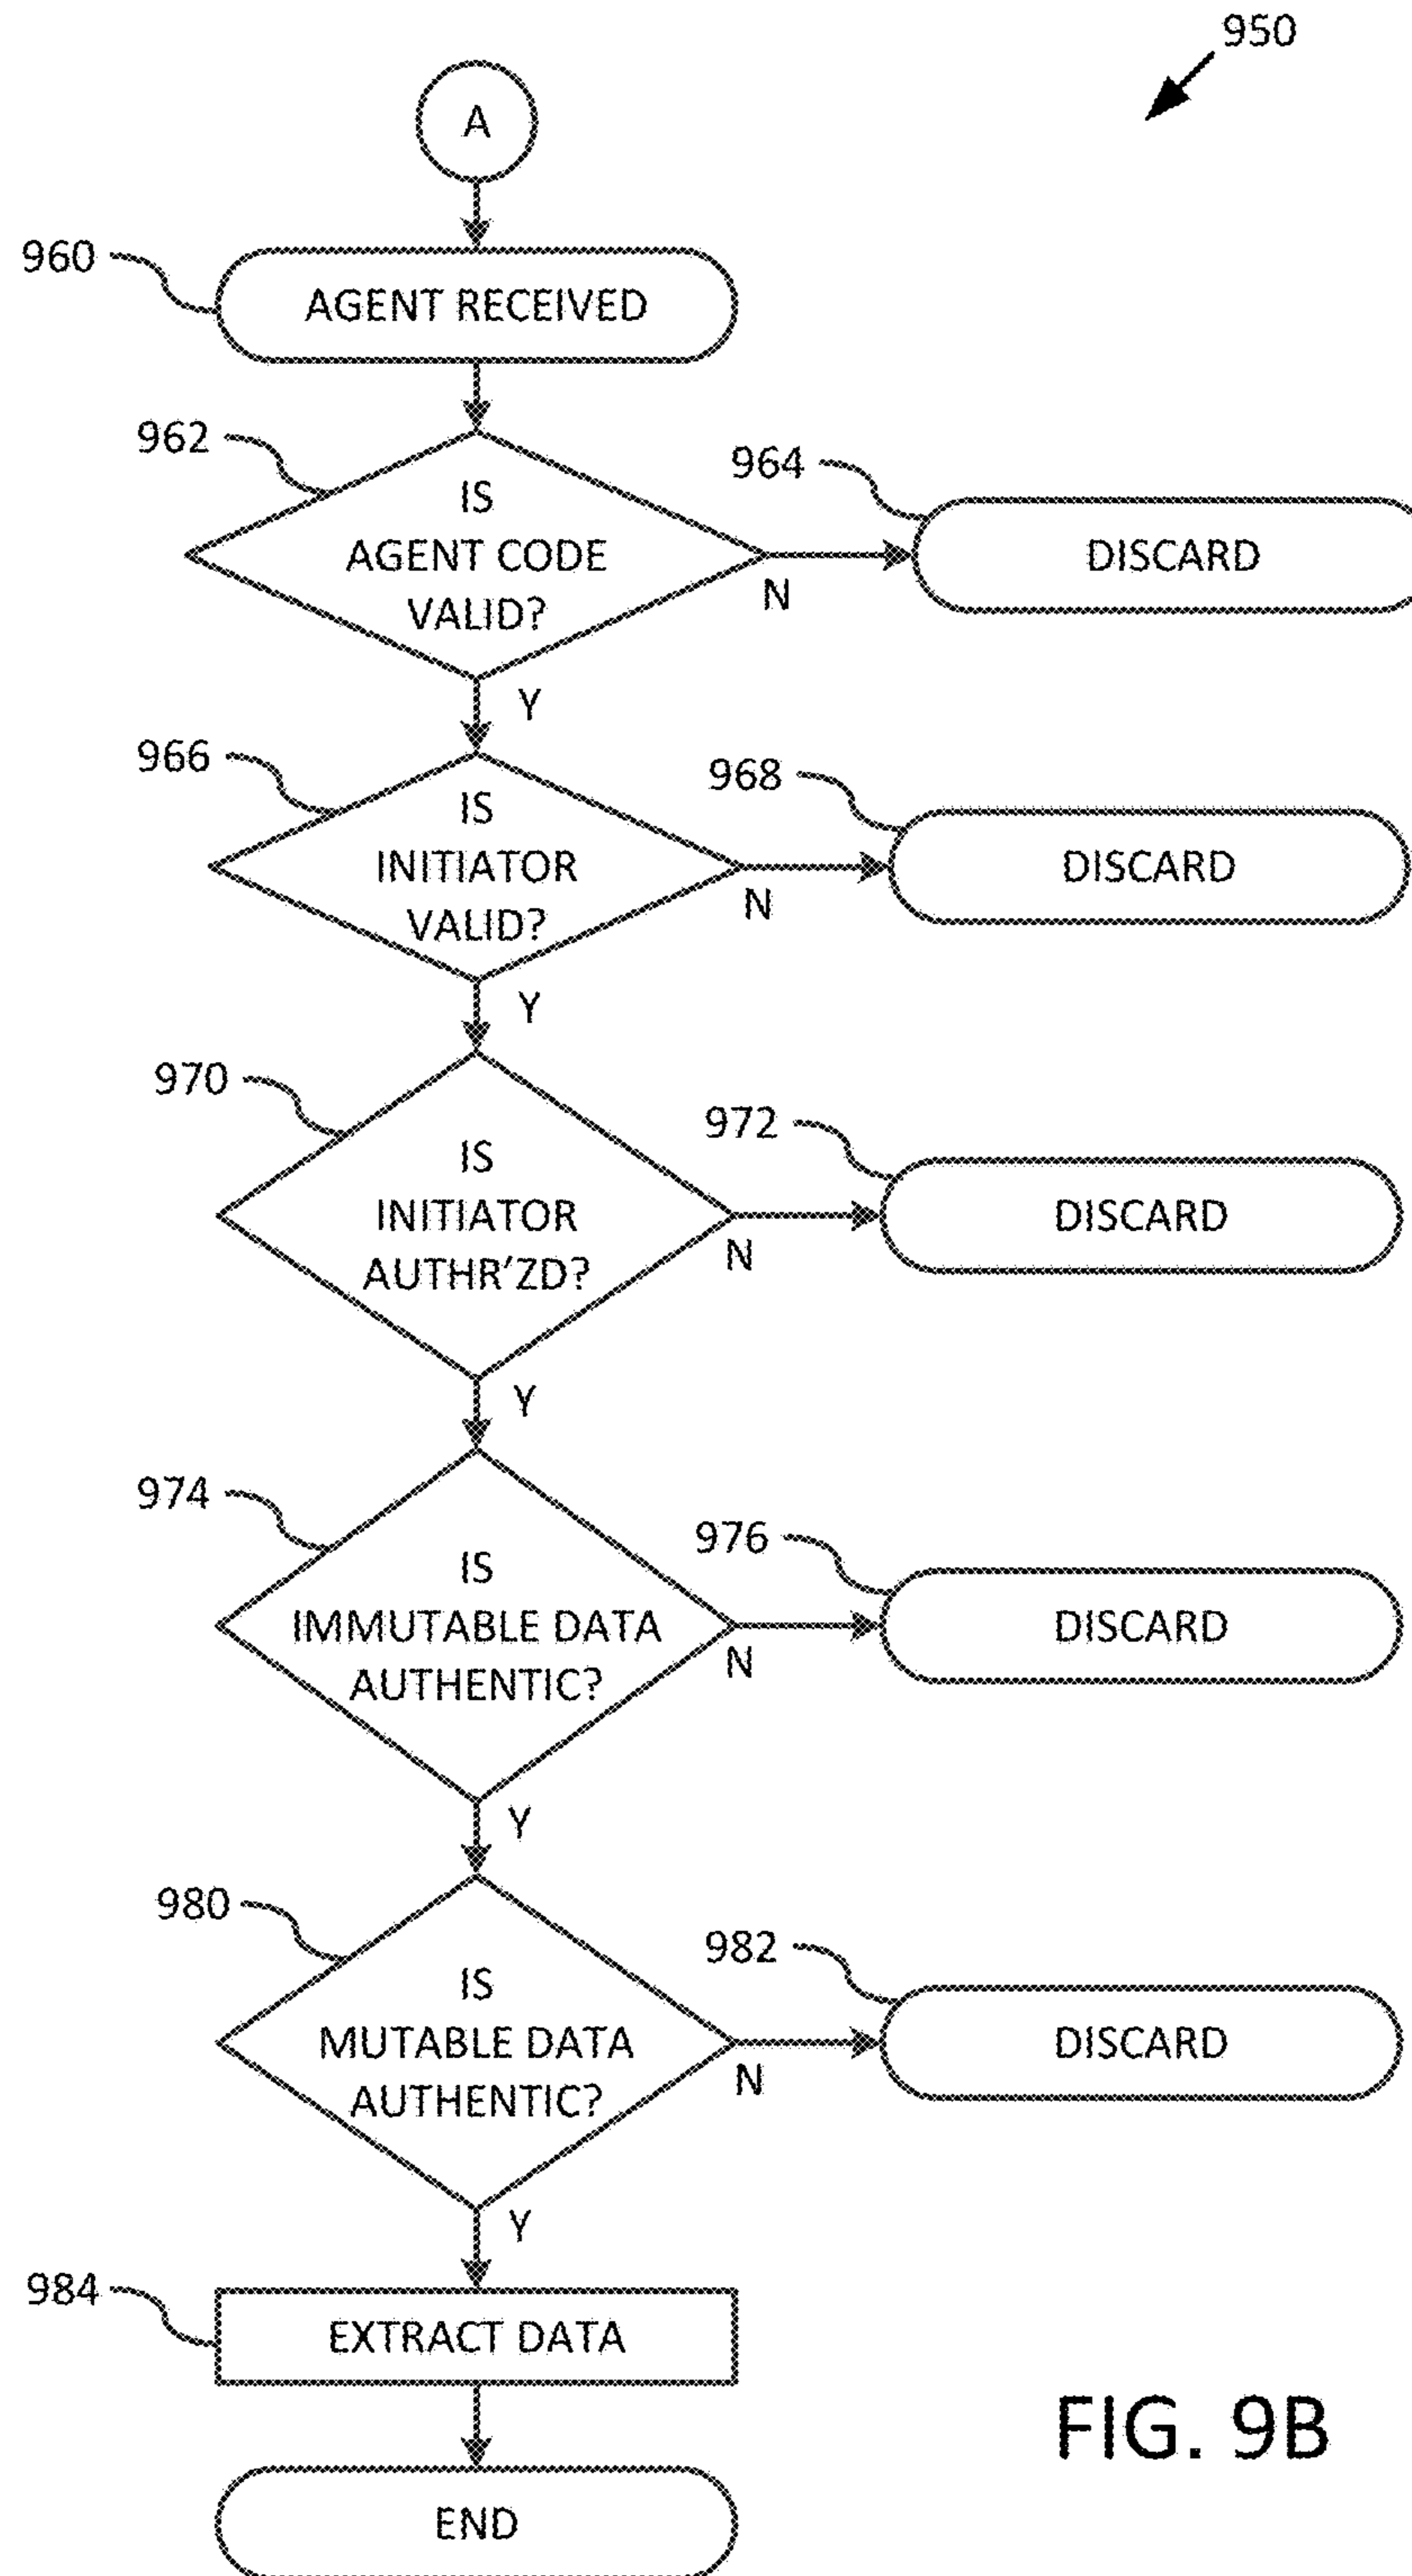 950
A
960
AGENT RECEIVED
962
IS
AGENT CODE
VALID?
N
Y
964
DISCARD
966
IS
INITIATOR
VALID?
N
Y
968
DISCARD
970
IS
INITIATOR
AUTHR'ZD?
N
Y
972
DISCARD
974
IS
IMMUTABLE DATA
AUTHENTIC?
N
Y
976
DISCARD
980
IS
MUTABLE DATA
AUTHENTIC?
N
Y
982
DISCARD
984
EXTRACT DATA
END
FIG. 9B